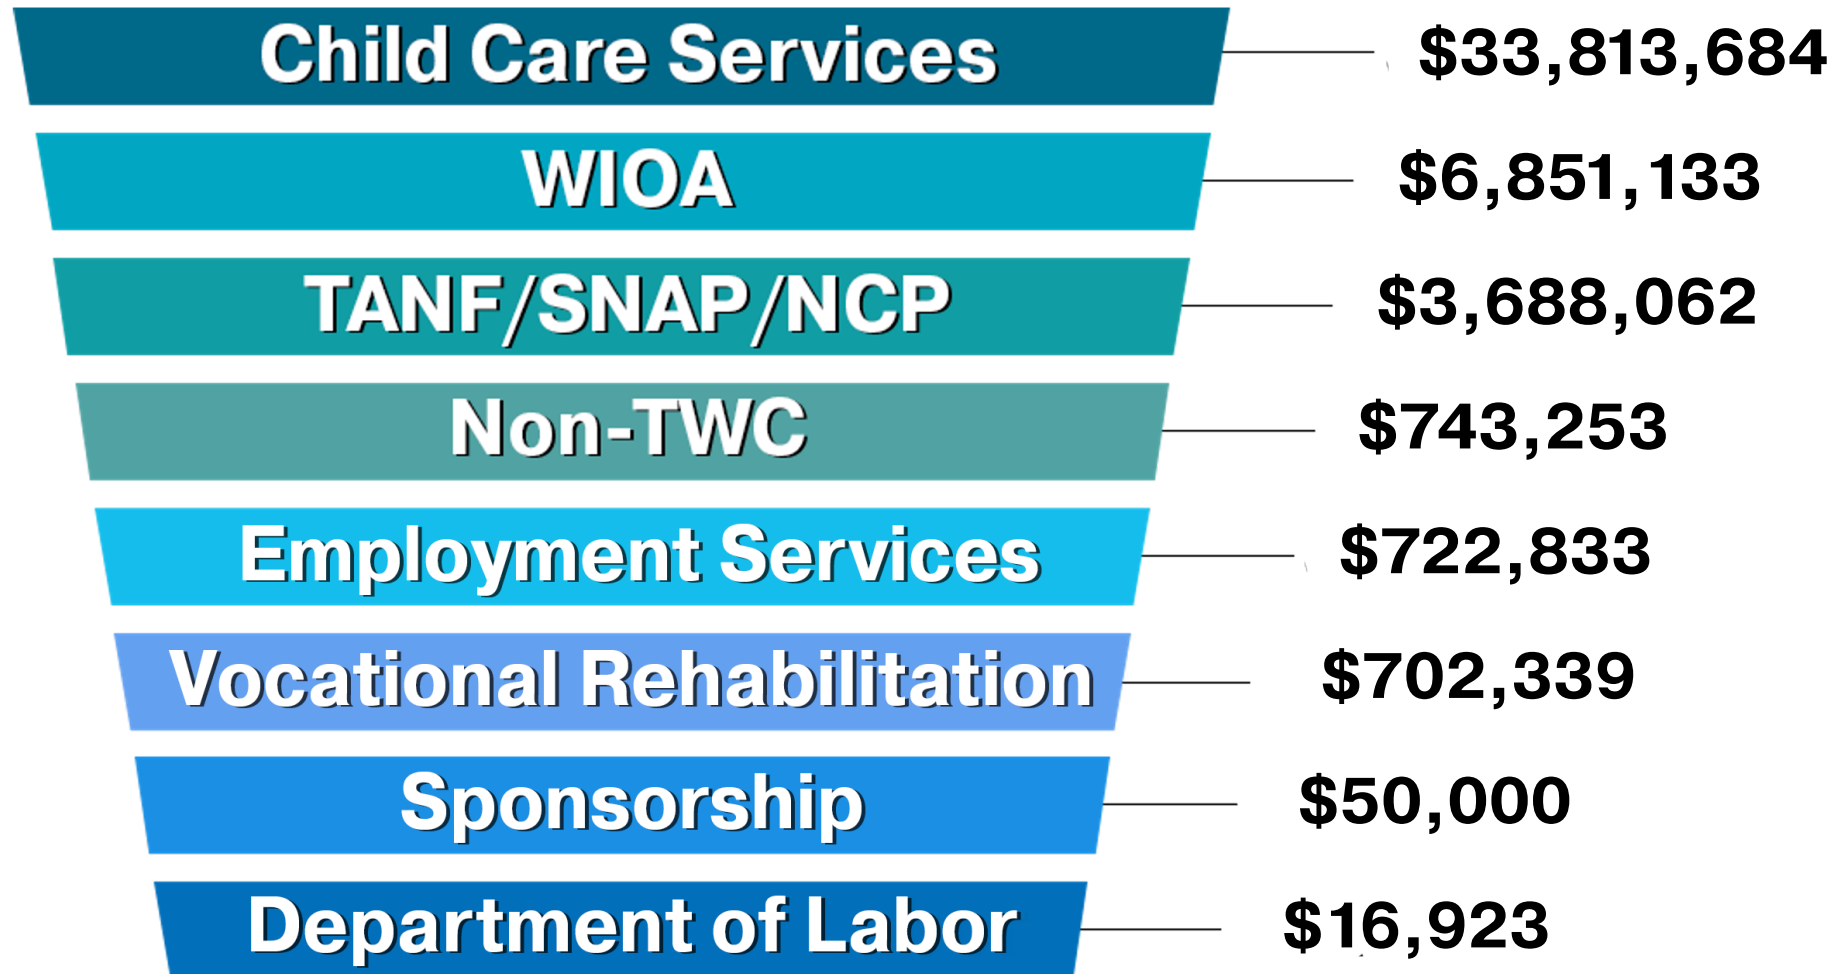 Child Care Services $33,813,684
WIOA $6,851,133
TANF/SNAP/NCP $3,688,062
Non-TWC $743,253
Employment Services $722,833
Vocational Rehabilitation $702,339
Sponsorship $50,000
Department of Labor $16,923